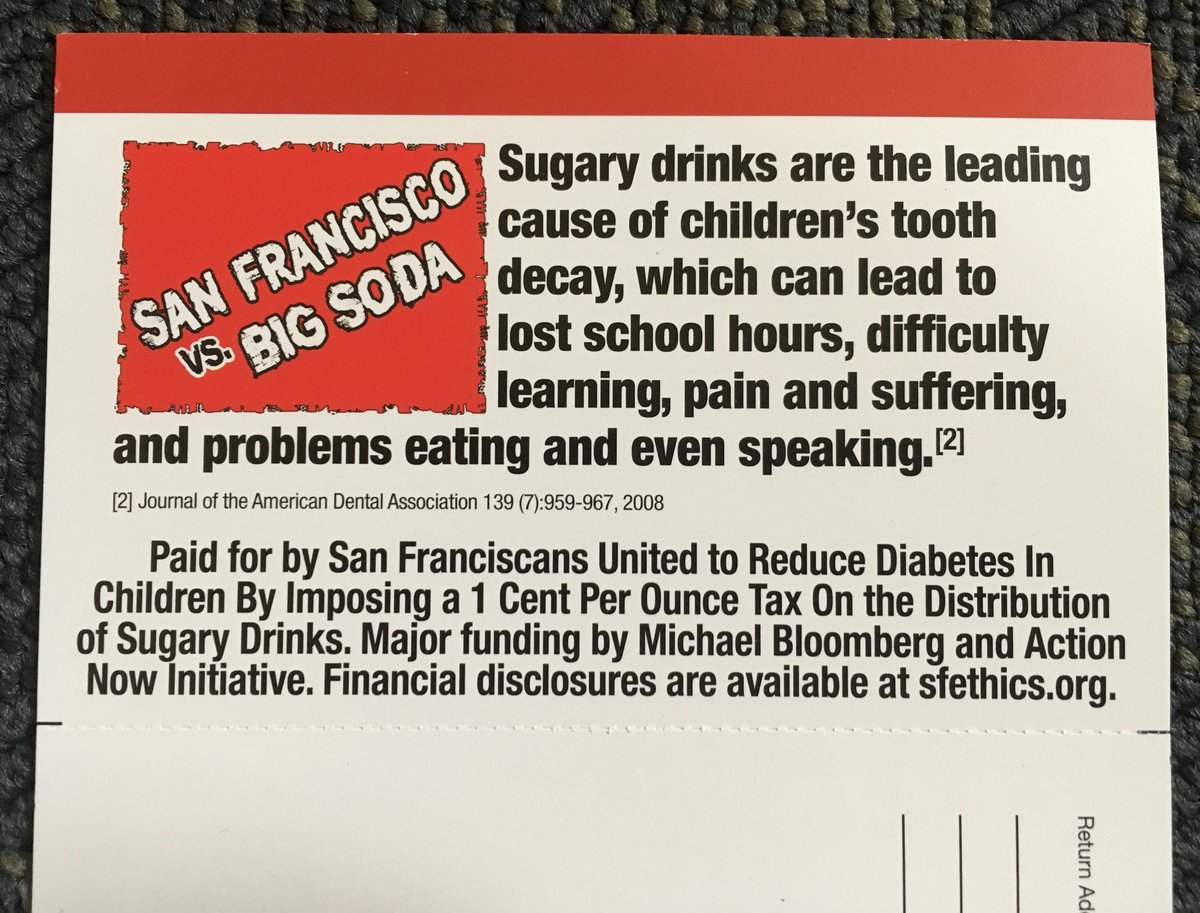 SAN FRANCISCO
VS. BIG SODA
Sugary drinks are the leading
cause of children’s tooth
decay, which can lead to
lost school hours, difficulty
learning, pain and suffering,
and problems eating and even speaking.[2]
[2] Journal of the American Dental Association 139 (7):959-967, 2008
Paid for by San Franciscans United to Reduce Diabetes In
Children By Imposing a 1 Cent Per Ounce Tax On the Distribution
of Sugary Drinks. Major funding by Michael Bloomberg and Action
Now Initiative. Financial disclosures are available at sfethics.org.
Return